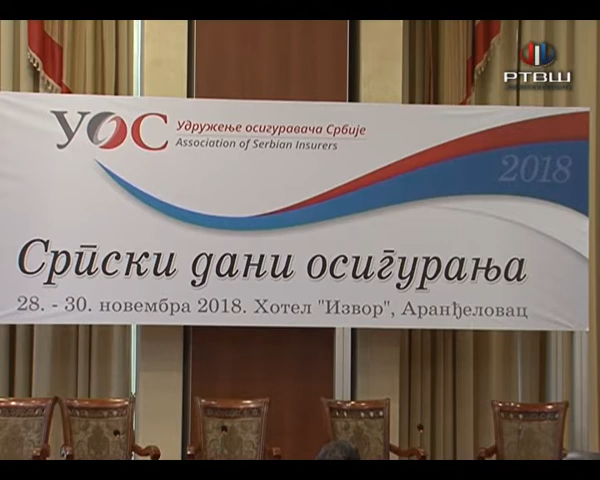 РТВШ
УОС
Удружење осигуравача Србије
Association of Serbian Insurers
2018
Српски дани осигурања
28. - 30. новембра 2018. Хотел "Извор", Аранђеловац